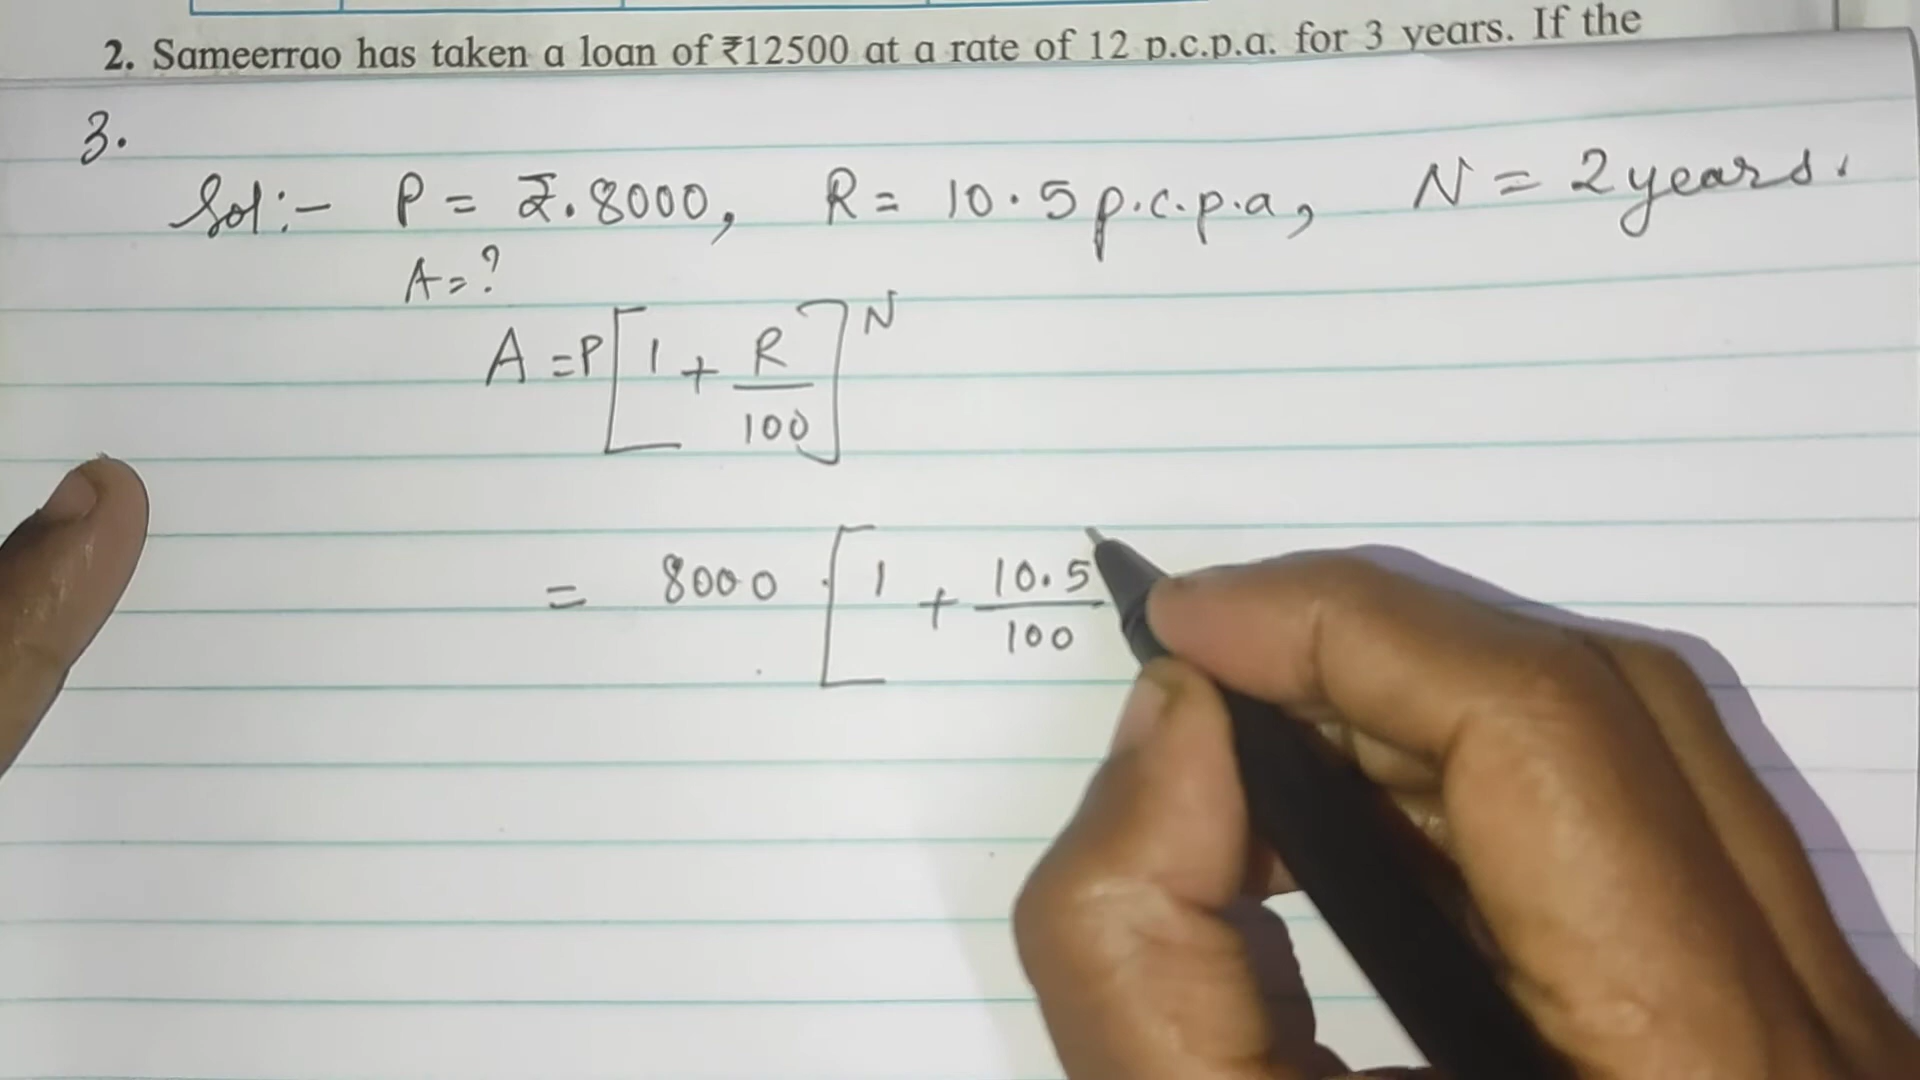 2. Sameerrao has taken a loan of ₹12500 at a rate of 12 p.c.p.a. for 3 years. If the
3.
Sol:- P = ₹.8000, R = 10.5 p.c.p.a, N = 2 years.
A = ?
A = P[1 + R/100]^N
= 8000 [1 + 10.5/100